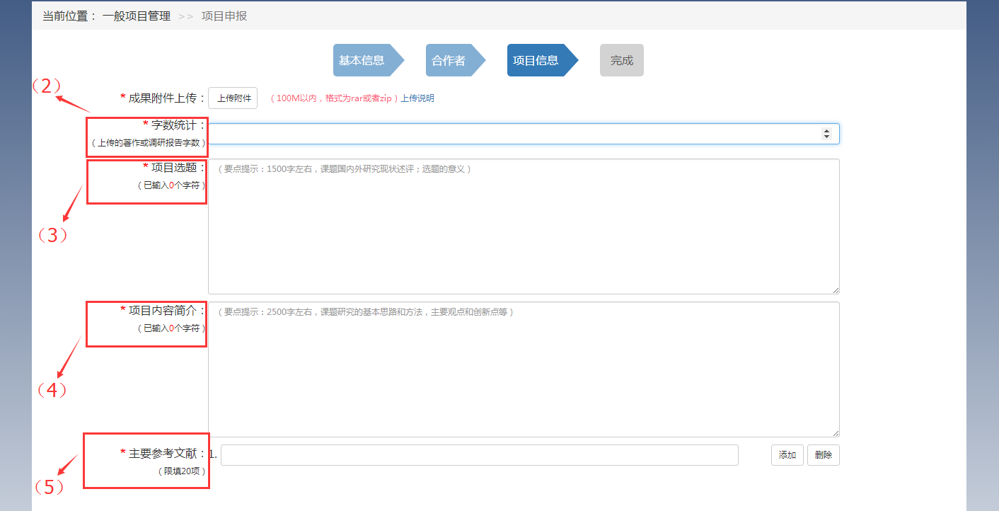 当前位置： 一般项目管理 >> 项目申报
基本信息 合作者 项目信息 完成
（2）
* 成果附件上传： 上传附件 （100M以内，格式为rar或者zip）上传说明
* 字数统计：
（上传的著作或调研报告字数）
* 项目选题： （要点提示：1500字左右，课题国内外研究现状述评；选题的意义）
（已输入0个字符）
（3）
* 项目内容简介： （要点提示：2500字左右，课题研究的基本思路和方法，主要观点和创新点等）
（已输入0个字符）
（4）
* 主要参考文献： 1. 添加 删除
（限填20项）
（5）